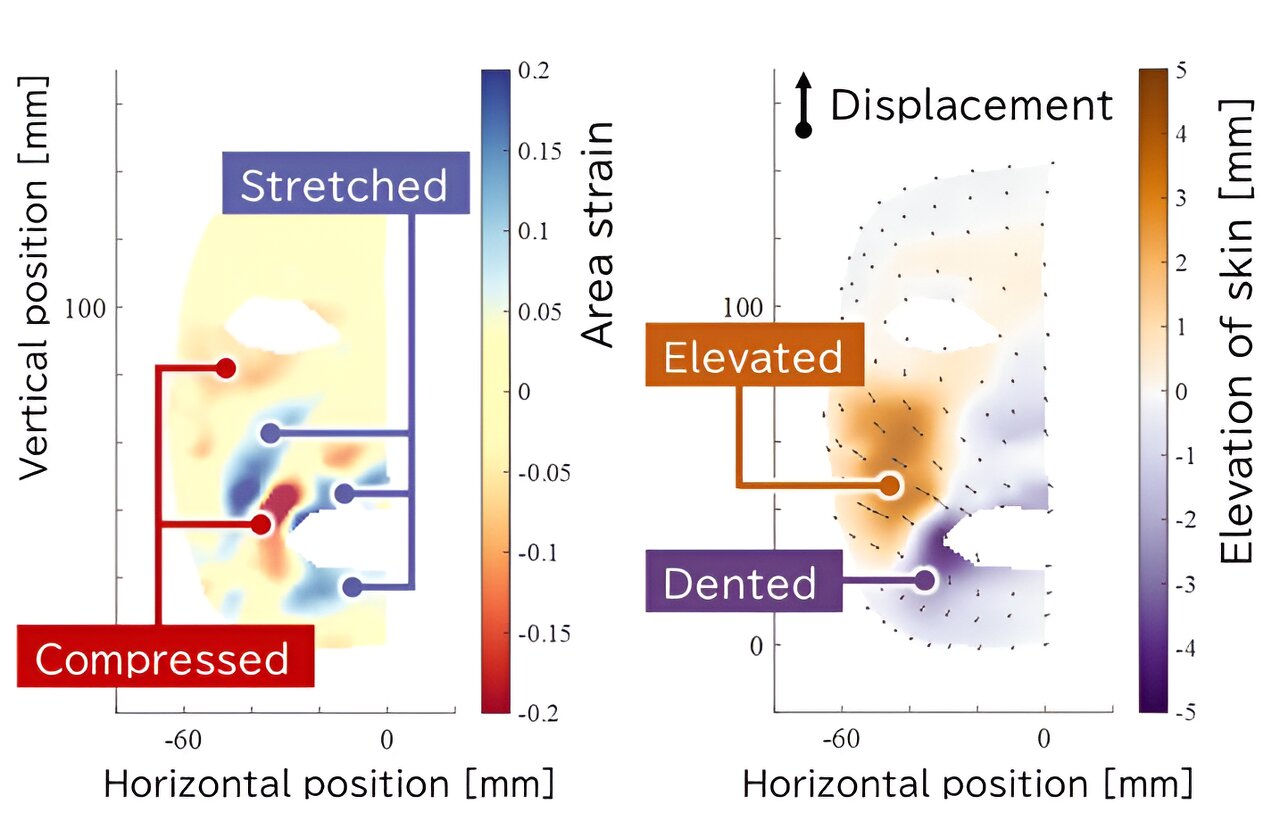 Vertical position [mm]
100
-60
0
Horizontal position [mm]
Stretched
Compressed
0.2
0.15
0.1
0.05
0
-0.05
-0.1
-0.15
-0.2
Area strain
Displacement
100
0
-60
0
Horizontal position [mm]
Elevated
Dented
5
4
3
2
1
0
-1
-2
-3
-4
-5
Elevation of skin [mm]